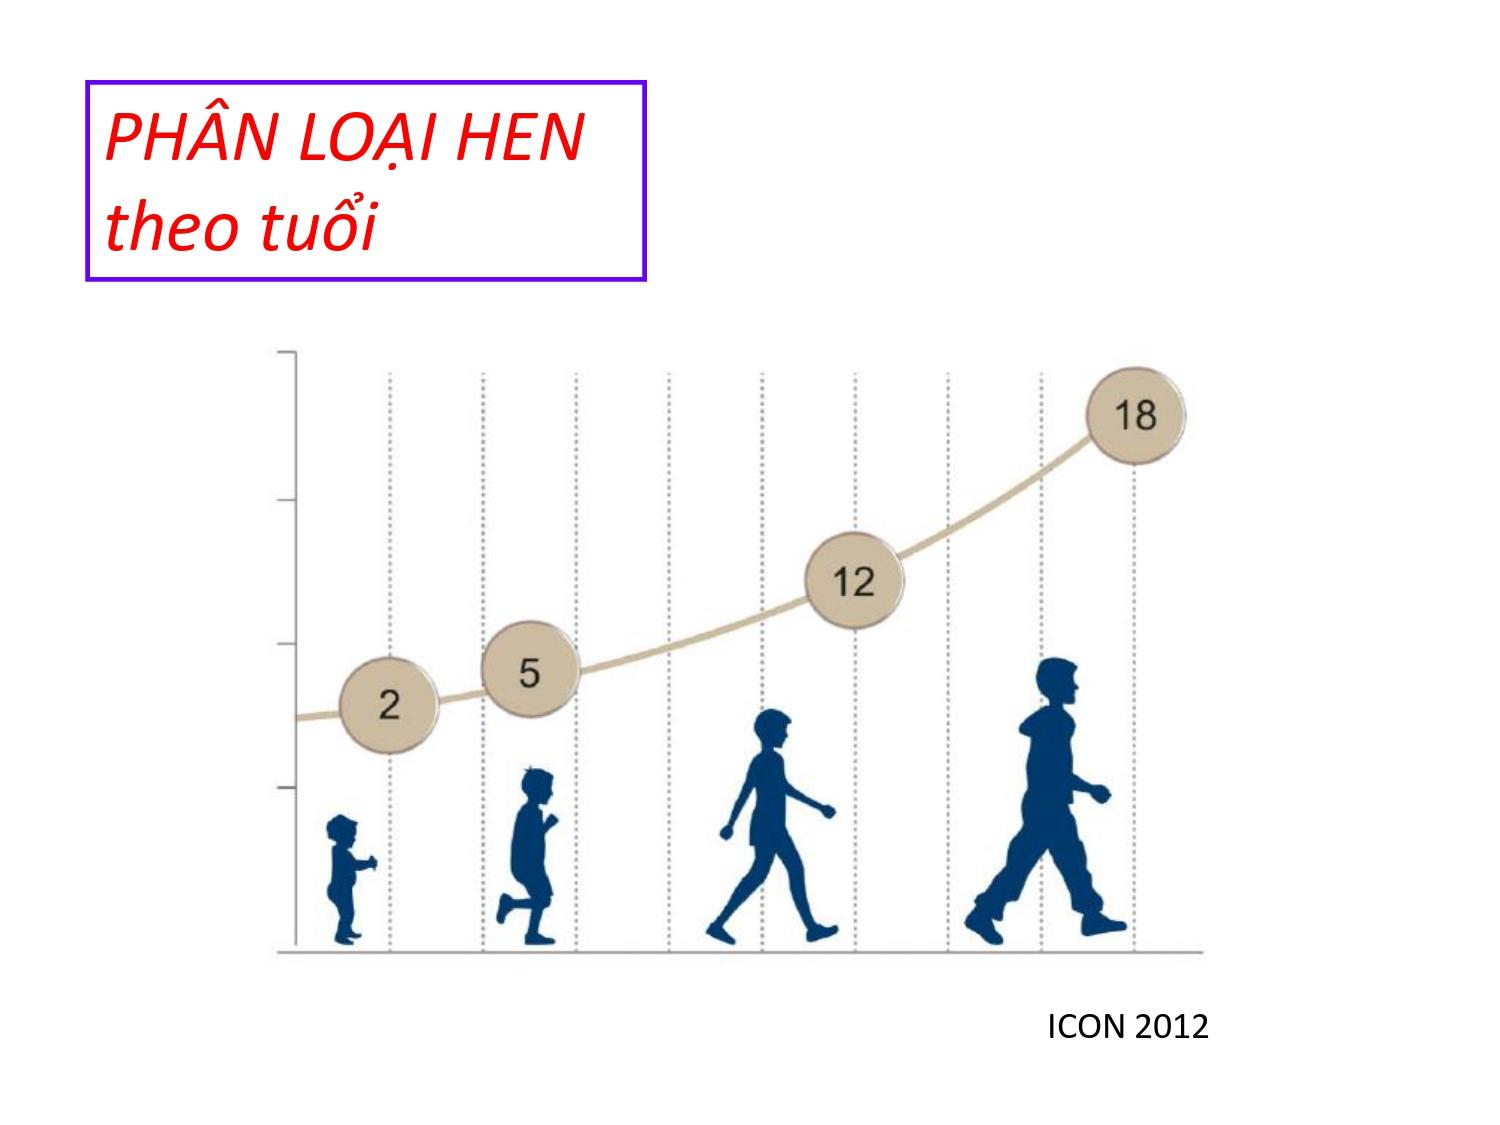 PHÂN LOẠI HEN
theo tuổi
18
12
5
2
ICON 2012